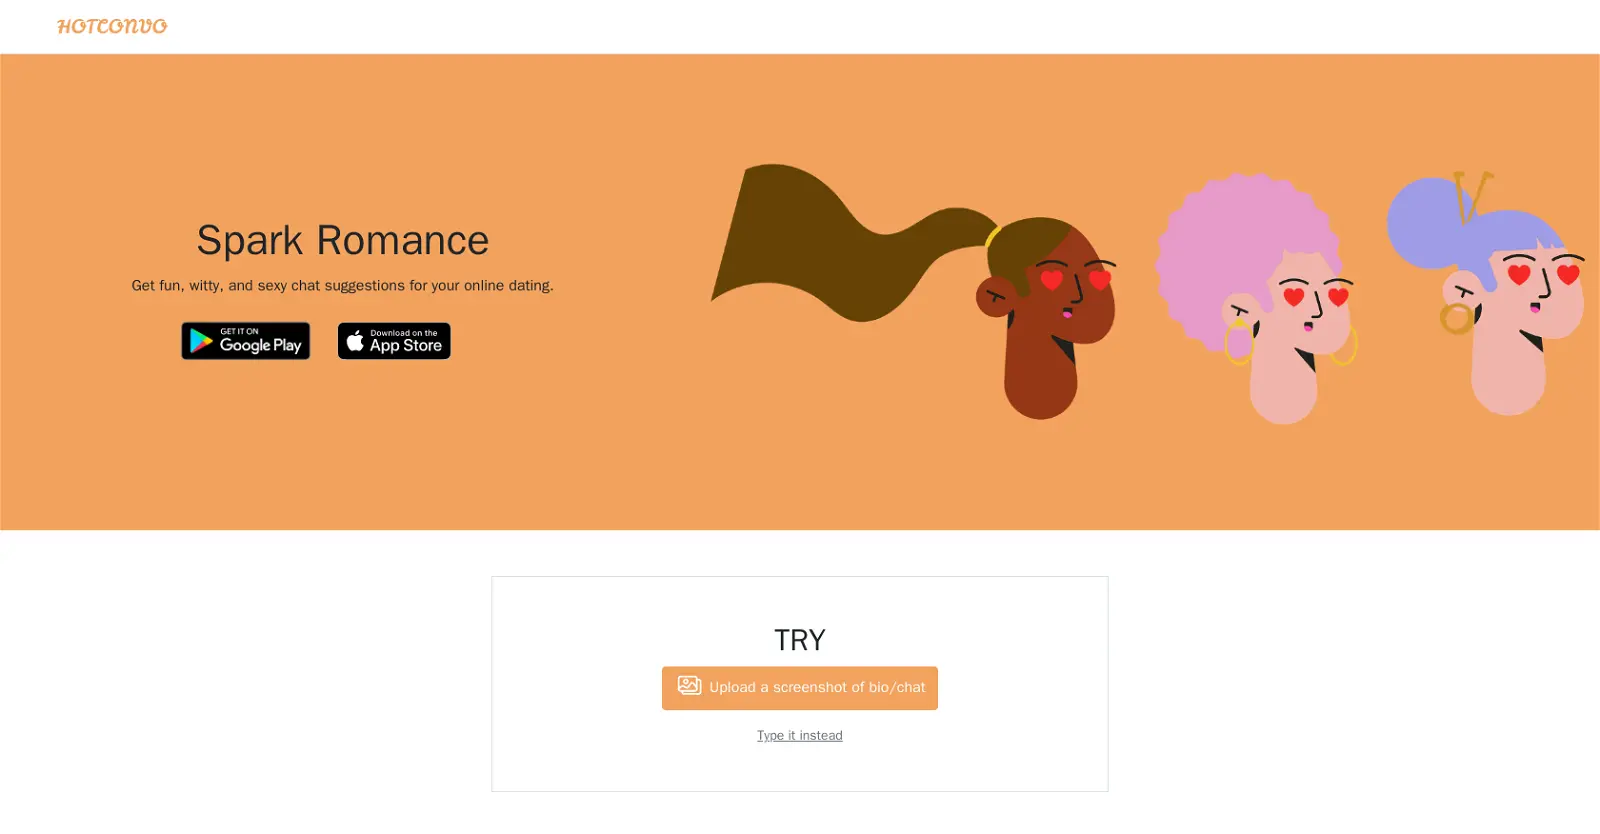 HOTCONVO
Spark Romance
Get fun, witty, and sexy chat suggestions for your online dating.
GET IT ON
Google Play
Download on the
App Store
TRY
Upload a screenshot of bio/chat
Type it instead